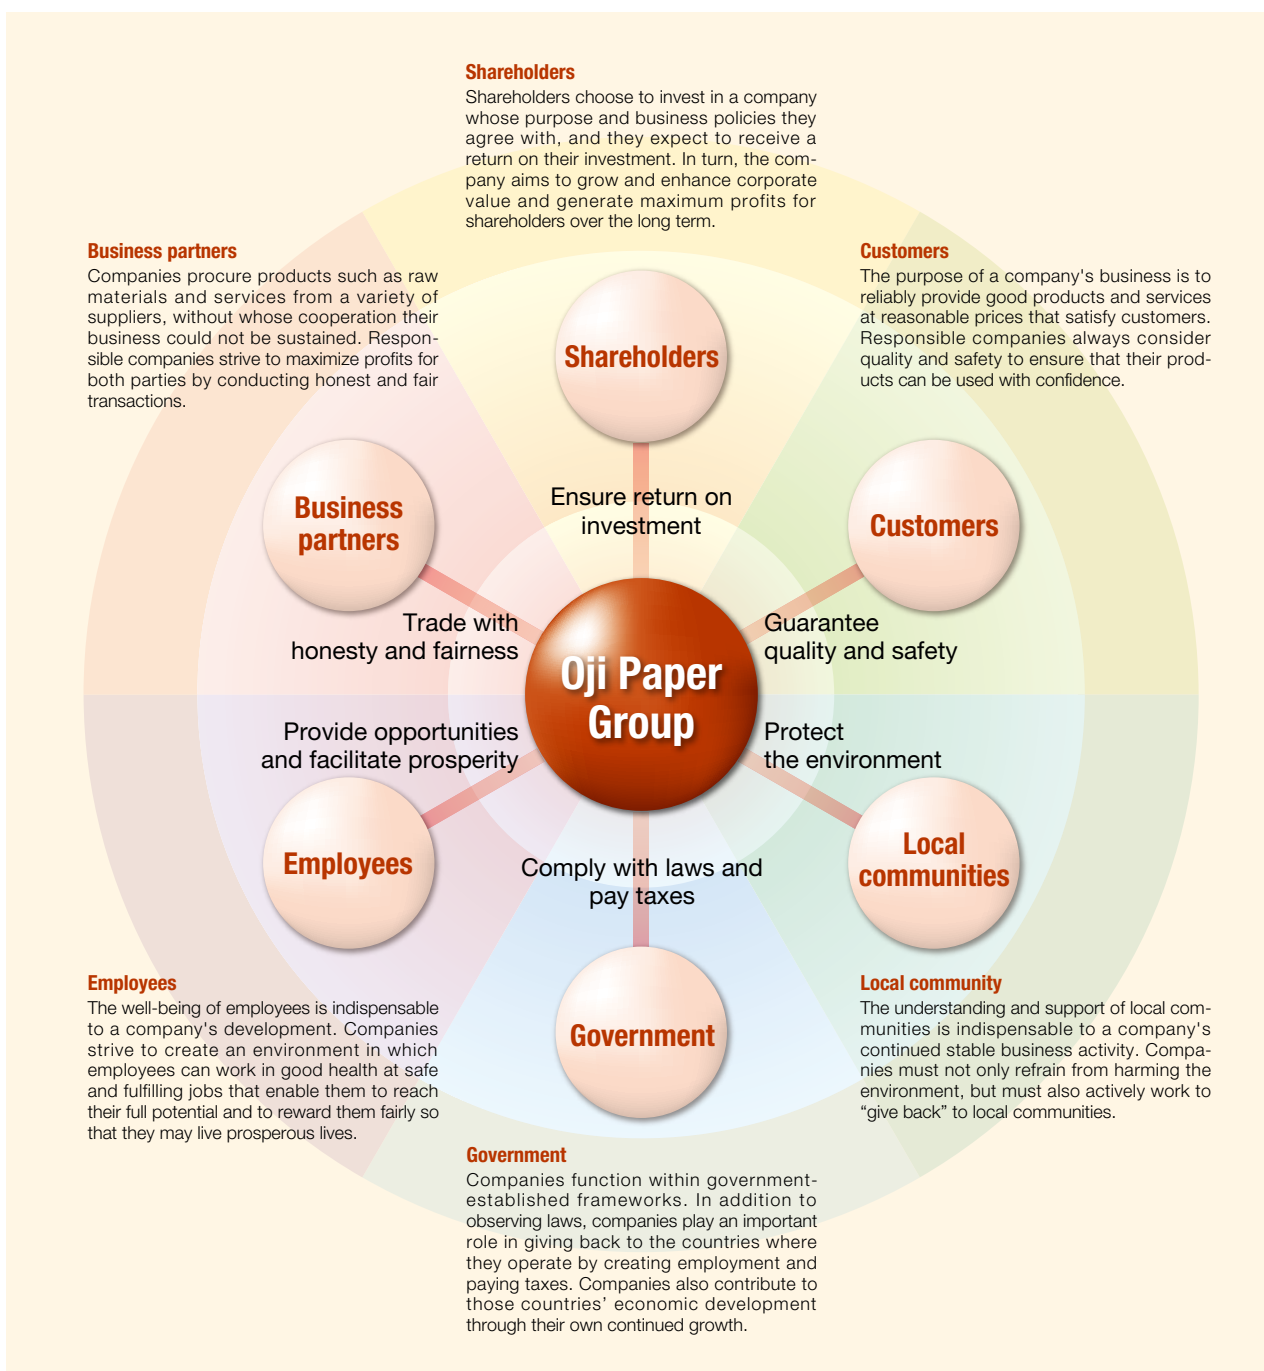 Shareholders
Shareholders choose to invest in a company
whose purpose and business policies they
agree with, and they expect to receive a
return on their investment. In turn, the com-
pany aims to grow and enhance corporate
value and generate maximum profits for
shareholders over the long term.
Business partners
Companies procure products such as raw
materials and services from a variety of
suppliers, without whose cooperation their
business could not be sustained. Respon-
sible companies strive to maximize profits for
both parties by conducting honest and fair
transactions.
Customers
The purpose of a company's business is to
reliably provide good products and services
at reasonable prices that satisfy customers.
Responsible companies always consider
quality and safety to ensure that their prod-
ucts can be used with confidence.
Shareholders
Business
partners
Ensure return on
investment
Customers
Trade with
honesty and fairness
Guarantee
quality and safety
Oji Paper
Group
Provide opportunities
and facilitate prosperity
Protect
the environment
Employees
Comply with laws and
pay taxes
Local
communities
Government
Employees
The well-being of employees is indispensable
to a company's development. Companies
strive to create an environment in which
employees can work in good health at safe
and fulfilling jobs that enable them to reach
their full potential and to reward them fairly so
that they may live prosperous lives.
Local community
The understanding and support of local com-
munities is indispensable to a company's
continued stable business activity. Compa-
nies must not only refrain from harming the
environment, but must also actively work to
“give back” to local communities.
Government
Companies function within government-
established frameworks. In addition to
observing laws, companies play an important
role in giving back to the countries where
they operate by creating employment and
paying taxes. Companies also contribute to
those countries’ economic development
through their own continued growth.